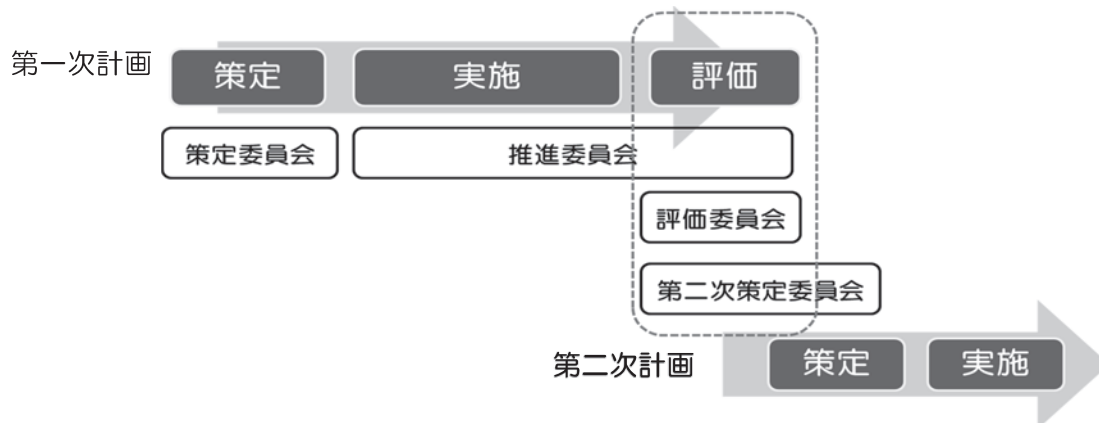 第一次計画
策定
実施
評価
策定委員会
推進委員会
評価委員会
第二次策定委員会
第二次計画
策定
実施